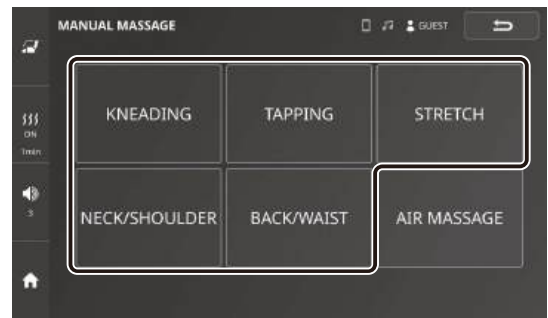 MANUAL MASSAGE
GUEST
KNEADING
TAPPING
STRETCH
ON
1min
NECK/SHOULDER
BACK/WAIST
AIR MASSAGE
3